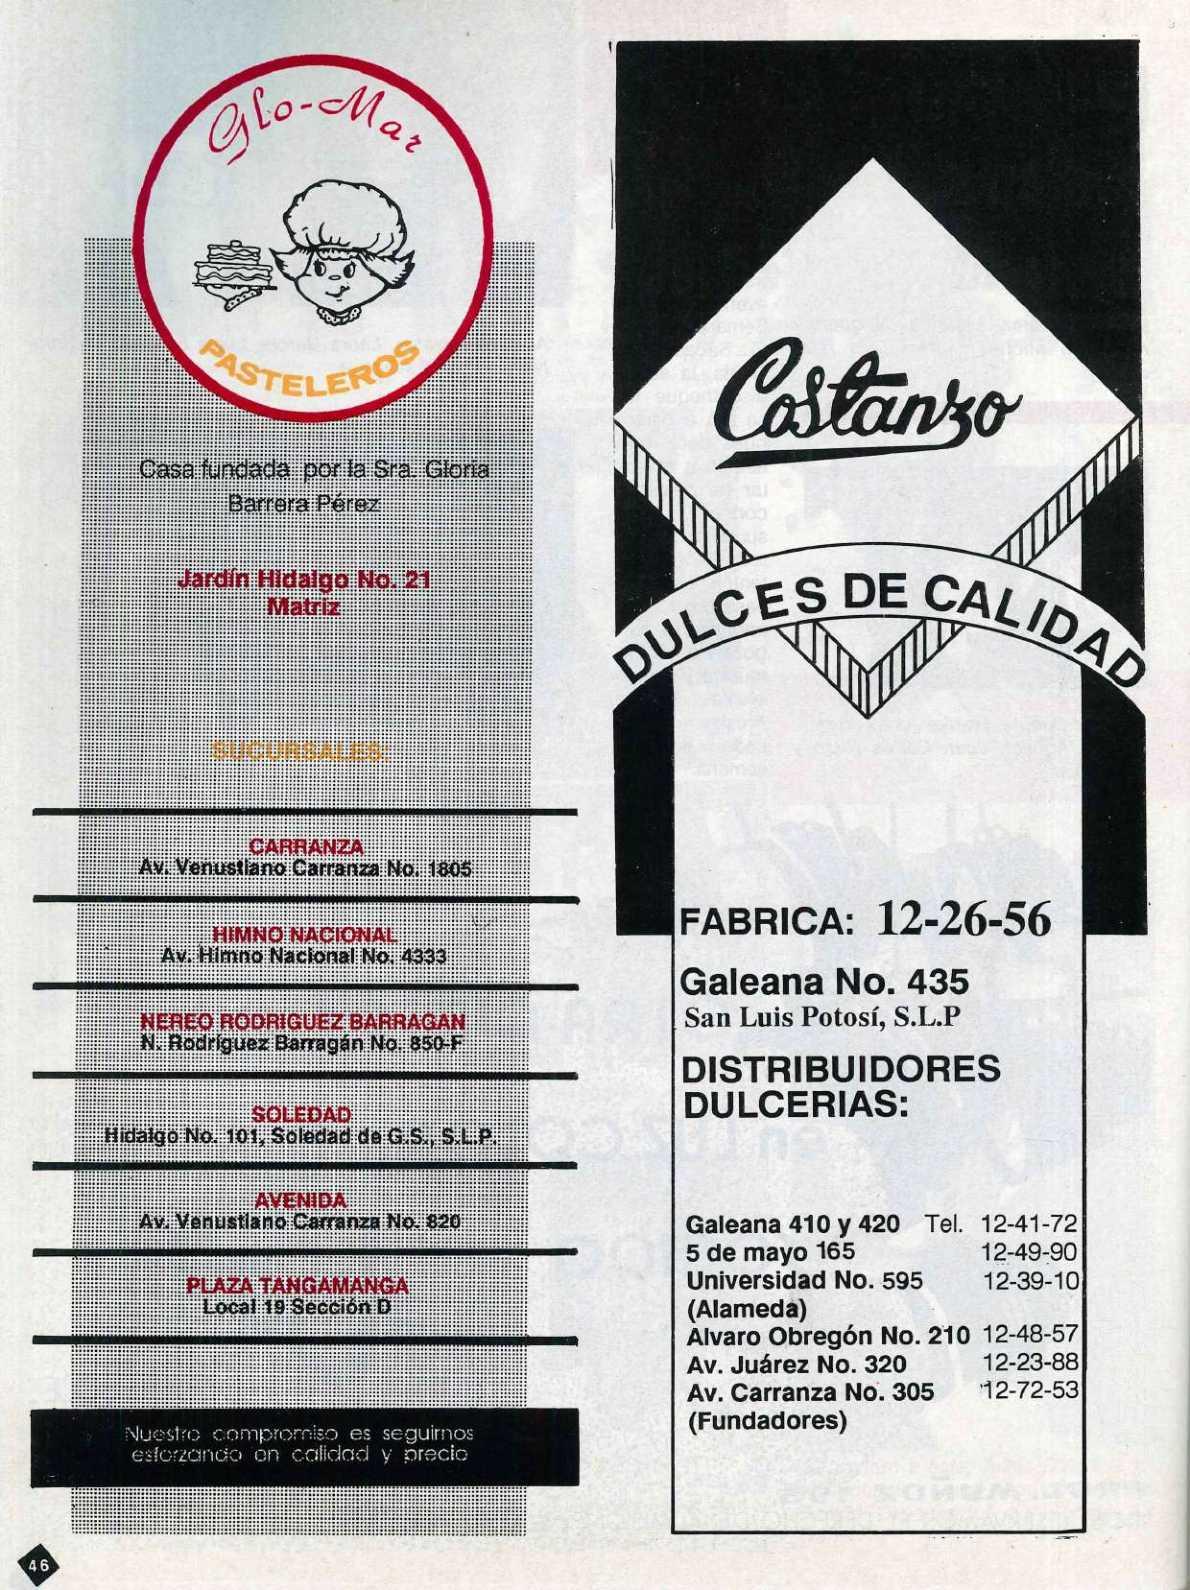 Glo-Mar
PASTELEROS
Casa fundada por la Sra. Gloria
Barrera Pérez
Jardín Hidalgo No. 21
Matriz
SUCURSALES:
CARRANZA
Av. Venustiano Carranza No. 1805
HIMNO NACIONAL
Av. Himno Nacional No. 4333
NEREO RODRIGUEZ BARRAGAN
N. Rodríguez Barragán No. 850-F
SOLEDAD
Hidalgo No. 101, Soledad de G.S., S.L.P.
AVENIDA
Av. Venustiano Carranza No. 820
PLAZA TANGAMANGA
Local 19 Sección D
Nuestro compromiso es seguirnos
esforzando en calidad y precio
46
Costanzo
DULCES DE CALIDAD
FABRICA: 12-26-56
Galeana No. 435
San Luis Potosí, S.L.P
DISTRIBUIDORES
DULCERIAS:
Galeana 410 y 420 Tel. 12-41-72
5 de mayo 165 12-49-90
Universidad No. 595 12-39-10
(Alameda)
Alvaro Obregón No. 210 12-48-57
Av. Juárez No. 320 12-23-88
Av. Carranza No. 305 12-72-53
(Fundadores)